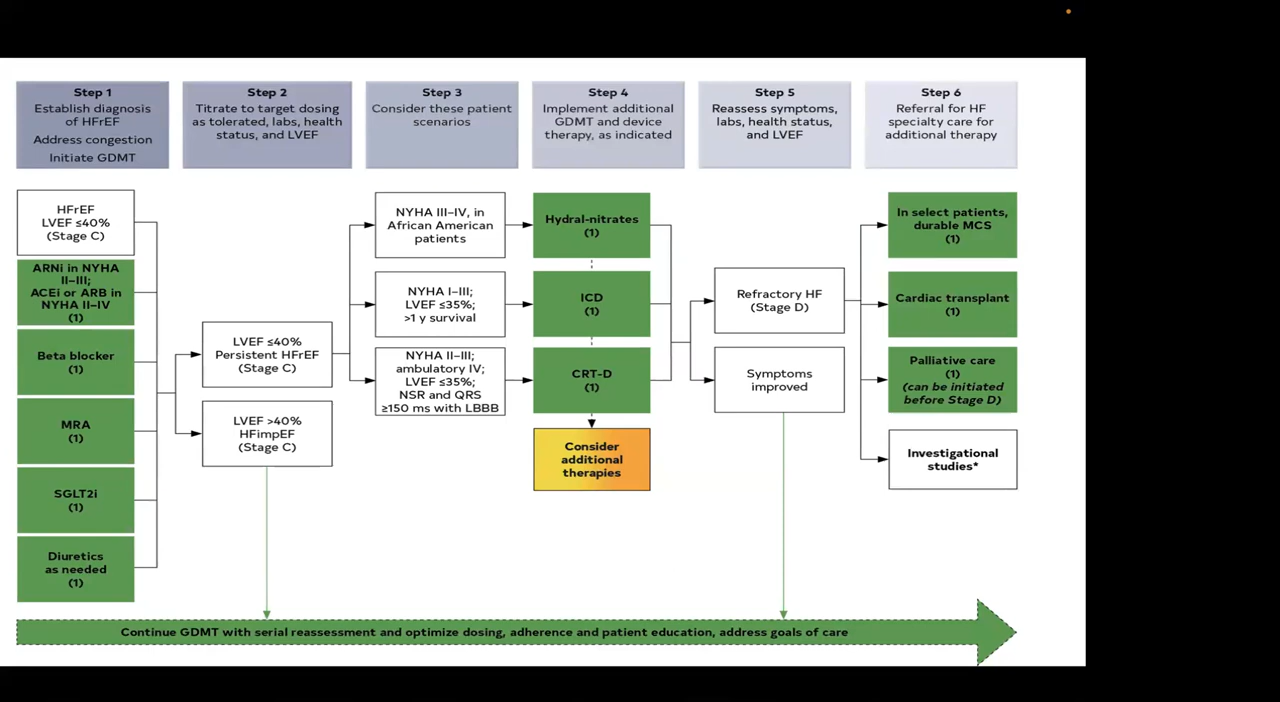 Step 1
Establish diagnosis
of HFrEF
Address congestion
Initiate GDMT
Step 2
Titrate to target dosing
as tolerated, labs, health
status, and LVEF
Step 3
Consider these patient
scenarios
Step 4
Implement additional
GDMT and device
therapy, as indicated
Step 5
Reassess symptoms,
labs, health status,
and LVEF
Step 6
Referral for HF
specialty care for
additional therapy
HFrEF
LVEF ≤40%
(Stage C)
ARNi in NYHA
II–III;
ACEi or ARB in
NYHA II–IV
(1)
Beta blocker
(1)
MRA
(1)
SGLT2i
(1)
Diuretics
as needed
(1)
LVEF ≤40%
Persistent HFrEF
(Stage C)
LVEF >40%
HFimpEF
(Stage C)
NYHA III–IV, in
African American
patients
NYHA I–III;
LVEF ≤35%;
>1 y survival
NYHA II–III;
ambulatory IV;
LVEF ≤35%;
NSR and QRS
≥150 ms with LBBB
Hydral-nitrates
(1)
ICD
(1)
CRT-D
(1)
Consider
additional
therapies
Refractory HF
(Stage D)
Symptoms
improved
In select patients,
durable MCS
(1)
Cardiac transplant
(1)
Palliative care
(1)
(can be initiated
before Stage D)
Investigational
studies*
Continue GDMT with serial reassessment and optimize dosing, adherence and patient education, address goals of care